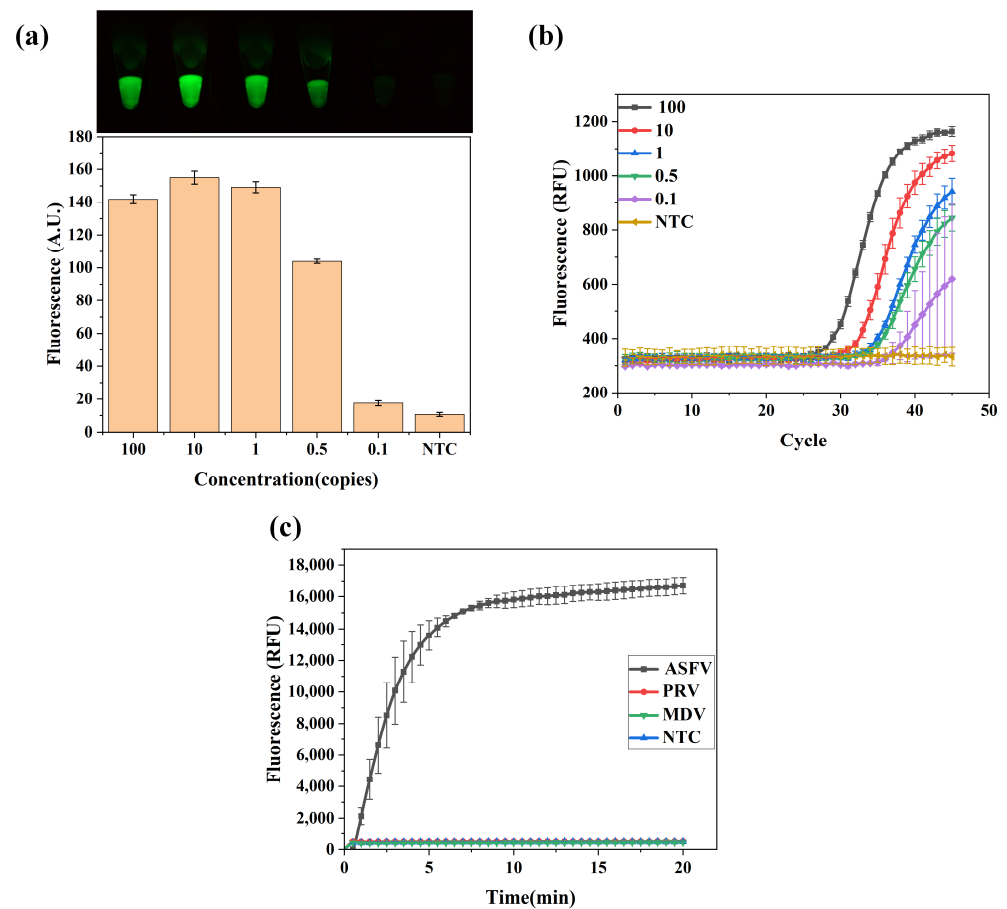 (a)
180
160
140
120
100
80
60
40
20
0
Fluorescence (A.U.)
100 10 1 0.5 0.1 NTC
Concentration(copies)
(b)
100
10
1
0.5
0.1
NTC
1200
1000
800
600
400
200
Fluorescence (RFU)
0 10 20 30 40 50
Cycle
(c)
18,000
16,000
14,000
12,000
10,000
8,000
6,000
4,000
2,000
0
Fluorescence (RFU)
ASFV
PRV
MDV
NTC
0 5 10 15 20
Time(min)